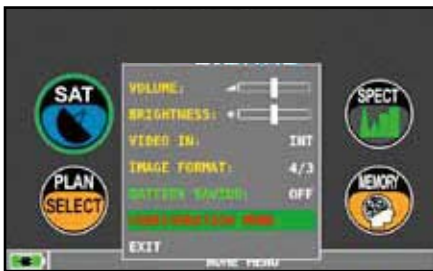 SAT
PLAN
SELECT
VOLUME:
BRIGHTNESS:
VIDEO IN: INT
IMAGE FORMAT: 4/3
BATTERY SAVING: OFF
CONFIGURATION MENU
EXIT
SPECT
MEMORY
HOME MENU